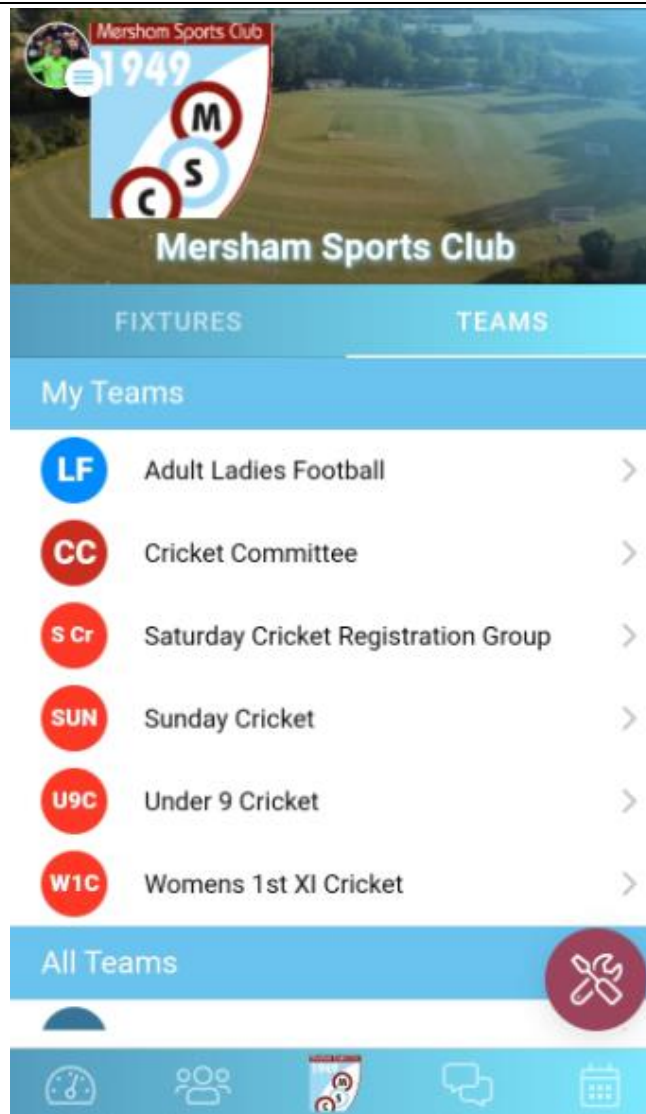 Mersham Sports Club
1949
M
S
C
Mersham Sports Club
FIXTURES
TEAMS
My Teams
LF Adult Ladies Football
CC Cricket Committee
S Cr Saturday Cricket Registration Group
SUN Sunday Cricket
U9C Under 9 Cricket
W1C Womens 1st XI Cricket
All Teams
1949
M
S
C